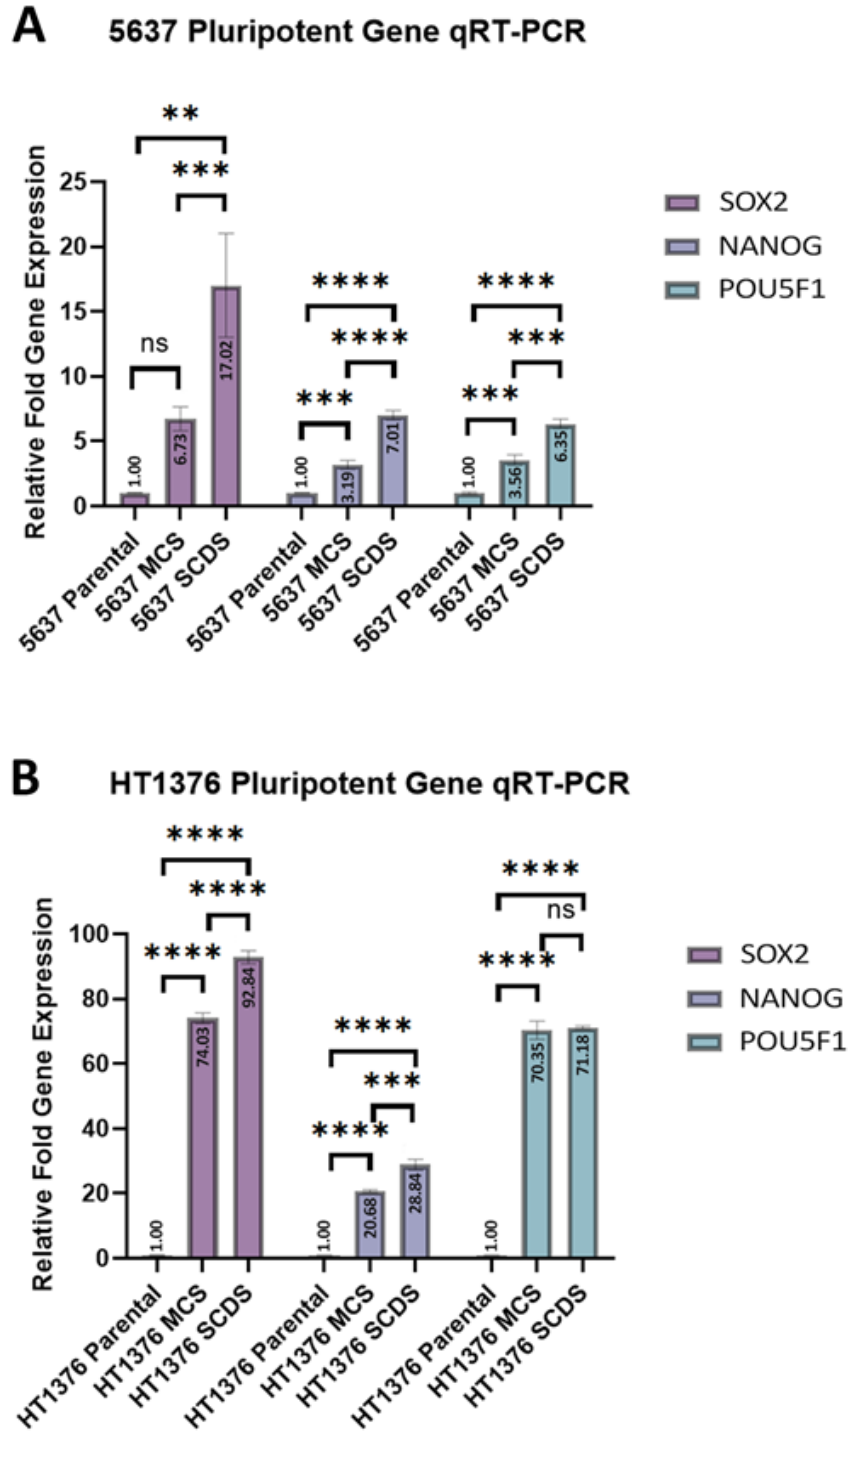 A
5637 Pluripotent Gene qRT-PCR
**
***
ns
****
****
***
****
***
***
Relative Fold Gene Expression
25
20
15
10
5
0
1.00
6.73
17.02
1.00
3.19
7.01
1.00
3.56
6.35
5637 Parental
5637 MCS
5637 SCDS
5637 Parental
5637 MCS
5637 SCDS
5637 Parental
5637 MCS
5637 SCDS
SOX2
NANOG
POU5F1
B
HT1376 Pluripotent Gene qRT-PCR
****
****
****
****
***
****
****
ns
****
Relative Fold Gene Expression
100
80
60
40
20
0
1.00
74.03
92.84
1.00
20.68
28.84
1.00
70.35
71.18
HT1376 Parental
HT1376 MCS
HT1376 SCDS
HT1376 Parental
HT1376 MCS
HT1376 SCDS
HT1376 Parental
HT1376 MCS
HT1376 SCDS
SOX2
NANOG
POU5F1